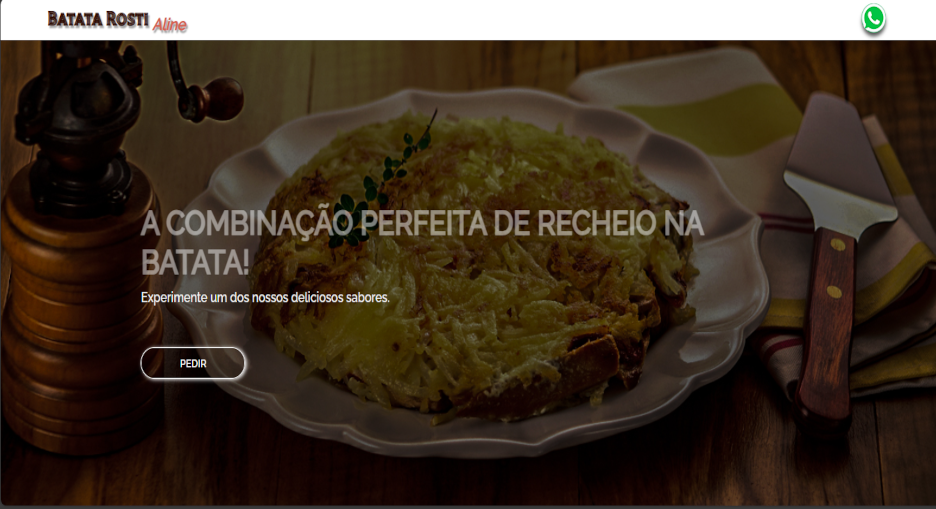 BATATA ROSTI Aline
A COMBINAÇÃO PERFEITA DE RECHEIO NA
BATATA!
Experimente um dos nossos deliciosos sabores.
PEDIR